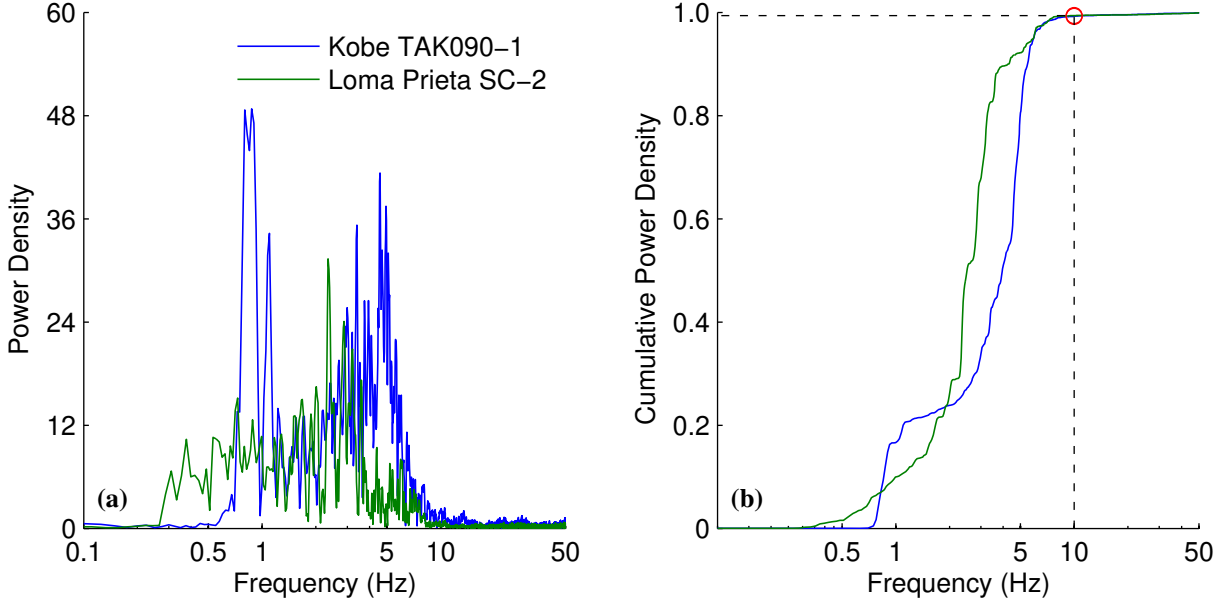 60
48
36
24
12
0
Power Density
Kobe TAK090−1
Loma Prieta SC−2
(a)
0.1 0.5 1 5 10 50
Frequency (Hz)
1.0
0.8
0.6
0.4
0.2
0
Cumulative Power Density
(b)
0.5 1 5 10 50
Frequency (Hz)